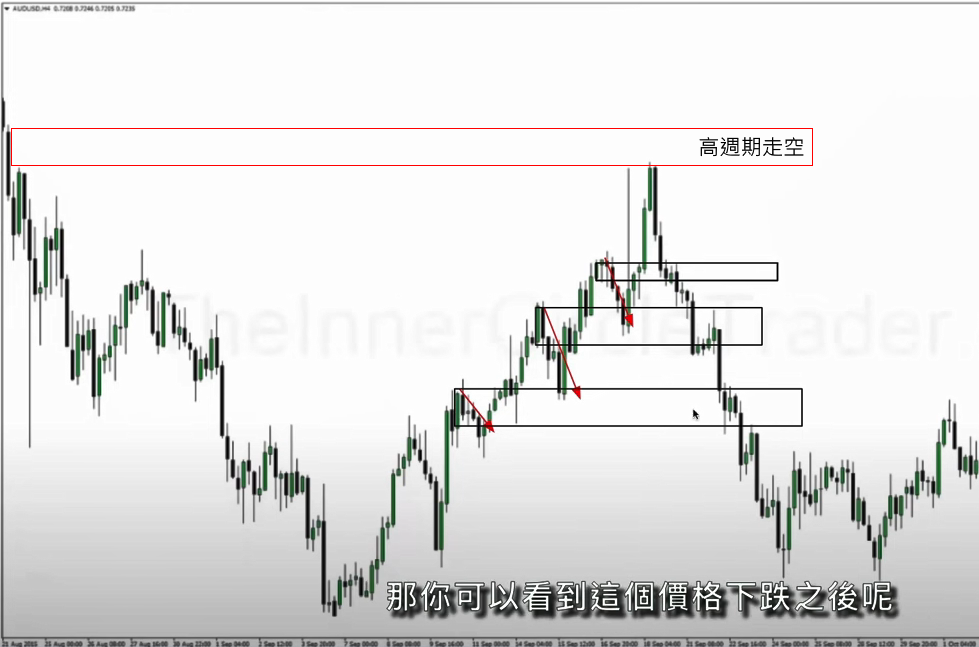 AUDUSD,H4 0.7208 0.7246 0.7205 0.7235
高週期走空
TheInnerCircleTrader
那你可以看到這個價格下跌之後呢
21 Aug 2015 25 Aug 00:00 26 Aug 08:00 27 Aug 16:00 30 Aug 22:00 1 Sep 04:00 2 Sep 12:00 3 Sep 20:00 7 Sep 00:00 8 Sep 08:00 9 Sep 16:00 11 Sep 00:00 14 Sep 04:00 15 Sep 12:00 16 Sep 20:00 18 Sep 04:00 21 Sep 08:00 22 Sep 16:00 24 Sep 00:00 25 Sep 08:00 28 Sep 12:00 29 Sep 20:00 1 Oct 04:00